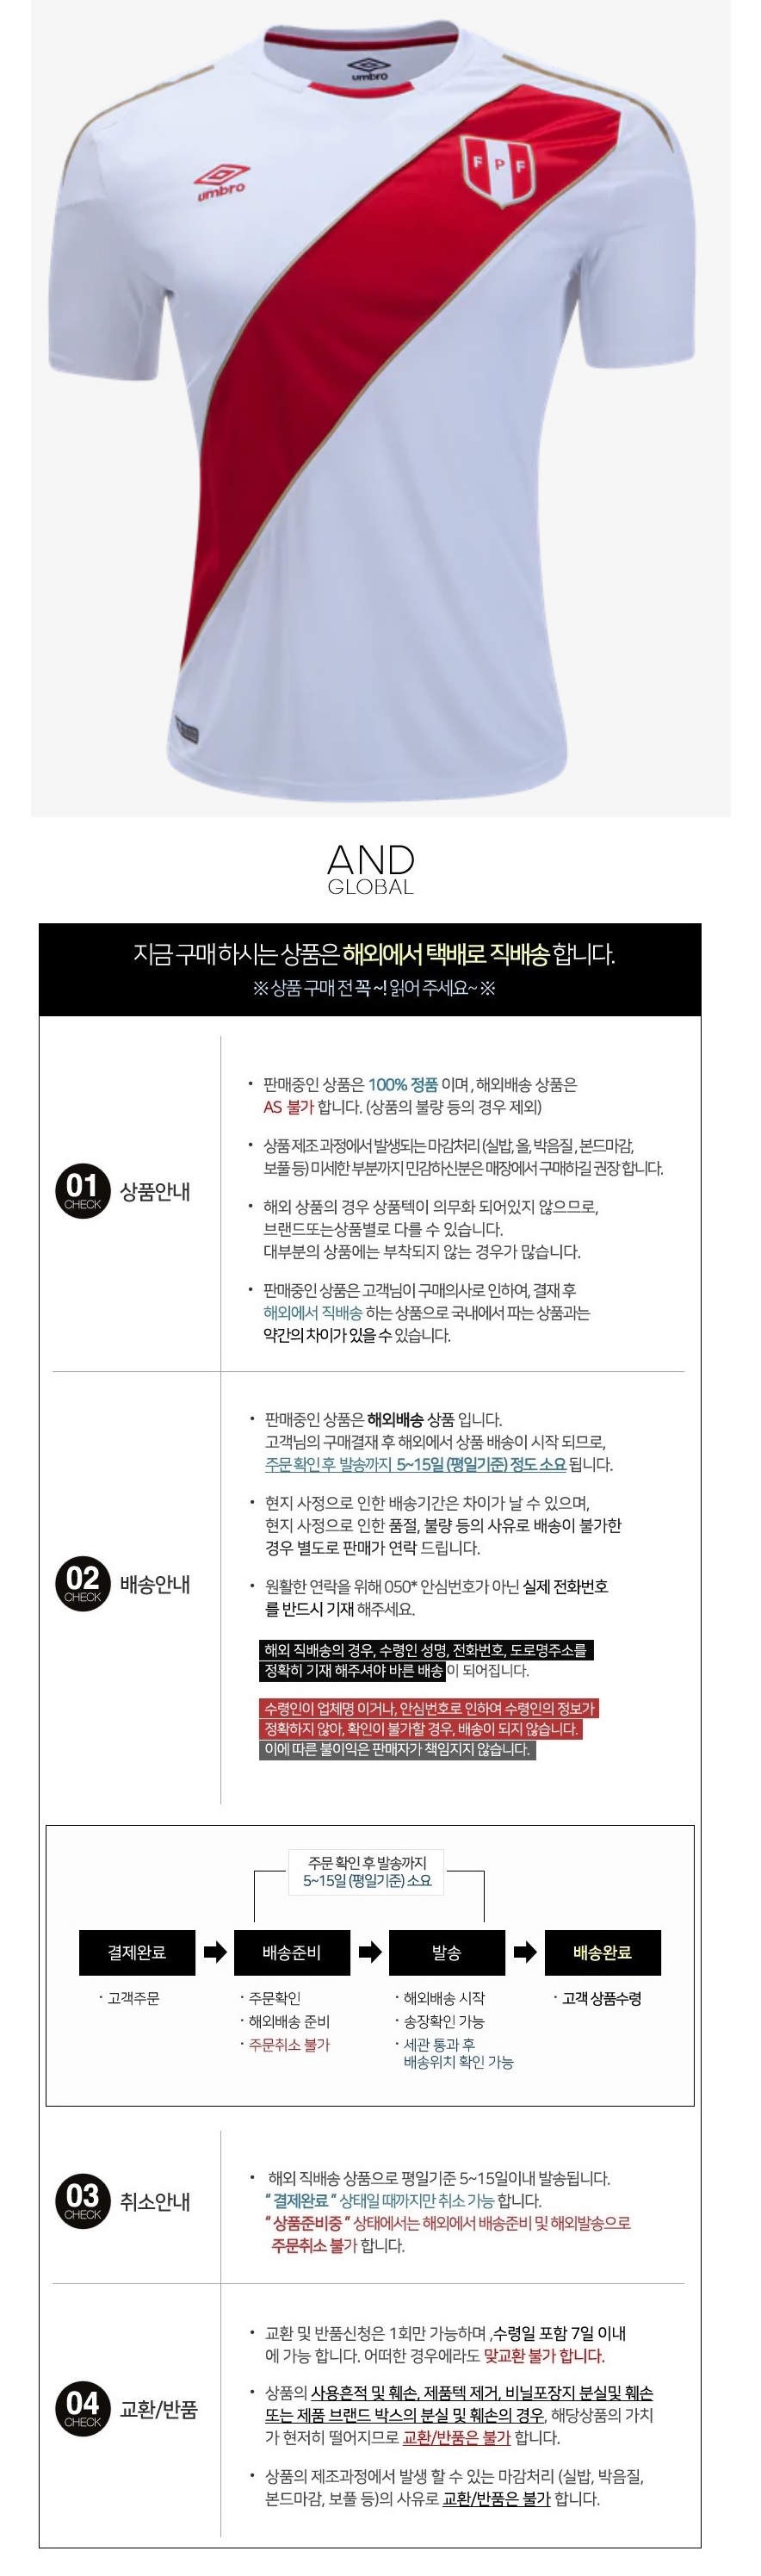 umbro
F P F
umbro
AND
GLOBAL
지금 구매 하시는 상품은 해외에서 택배로 직배송 합니다.
※ 상품 구매 전 꼭 ~! 읽어 주세요~ ※
01
CHECK
상품안내
• 판매중인 상품은 100% 정품 이며 , 해외배송 상품은
AS 불가 합니다. (상품의 불량 등의 경우 제외)
• 상품 제조 과정에서 발생되는 마감처리 (실밥, 올, 박음질 , 본드마감,
보풀 등) 미세한 부분까지 민감하신분은 매장에서 구매하길 권장 합니다.
• 해외 상품의 경우 상품텍이 의무화 되어있지 않으므로,
브랜드또는상품별로 다를 수 있습니다.
대부분의 상품에는 부착되지 않는 경우가 많습니다.
• 판매중인 상품은 고객님이 구매의사로 인하여, 결재 후
해외에서 직배송 하는 상품으로 국내에서 파는 상품과는
약간의 차이가 있을 수 있습니다.
02
CHECK
배송안내
• 판매중인 상품은 해외배송 상품 입니다.
고객님의 구매결재 후 해외에서 상품 배송이 시작 되므로,
주문 확인 후 발송까지 5~15일 (평일기준) 정도 소요 됩니다.
• 현지 사정으로 인한 배송기간은 차이가 날 수 있으며,
현지 사정으로 인한 품절, 불량 등의 사유로 배송이 불가한
경우 별도로 판매가 연락 드립니다.
• 원활한 연락을 위해 050* 안심번호가 아닌 실제 전화번호
를 반드시 기재 해주세요.
해외 직배송의 경우, 수령인 성명, 전화번호, 도로명주소를
정확히 기재 해주셔야 바른 배송 이 되어집니다.
수령인이 업체명 이거나, 안심번호로 인하여 수령인의 정보가
정확하지 않아, 확인이 불가할 경우, 배송이 되지 않습니다.
이에 따른 불이익은 판매자가 책임지지 않습니다.
주문 확인 후 발송까지
5~15일 (평일기준) 소요
결제완료
배송준비
발송
배송완료
· 고객주문
· 주문확인
· 해외배송 준비
· 주문취소 불가
· 해외배송 시작
· 송장확인 가능
· 세관 통과 후
배송위치 확인 가능
· 고객 상품수령
03
CHECK
취소안내
• 해외 직배송 상품으로 평일기준 5~15일이내 발송됩니다.
“ 결제완료 ” 상태일 때까지만 취소 가능 합니다.
“ 상품준비중 ” 상태에서는 해외에서 배송준비 및 해외발송으로
주문취소 불가 합니다.
04
CHECK
교환/반품
• 교환 및 반품신청은 1회만 가능하며 ,수령일 포함 7일 이내
에 가능 합니다. 어떠한 경우에라도 맞교환 불가 합니다.
• 상품의 사용흔적 및 훼손, 제품텍 제거, 비닐포장지 분실및 훼손
또는 제품 브랜드 박스의 분실 및 훼손의 경우, 해당상품의 가치
가 현저히 떨어지므로 교환/반품은 불가 합니다.
• 상품의 제조과정에서 발생 할 수 있는 마감처리 (실밥, 박음질,
본드마감, 보풀 등)의 사유로 교환/반품은 불가 합니다.